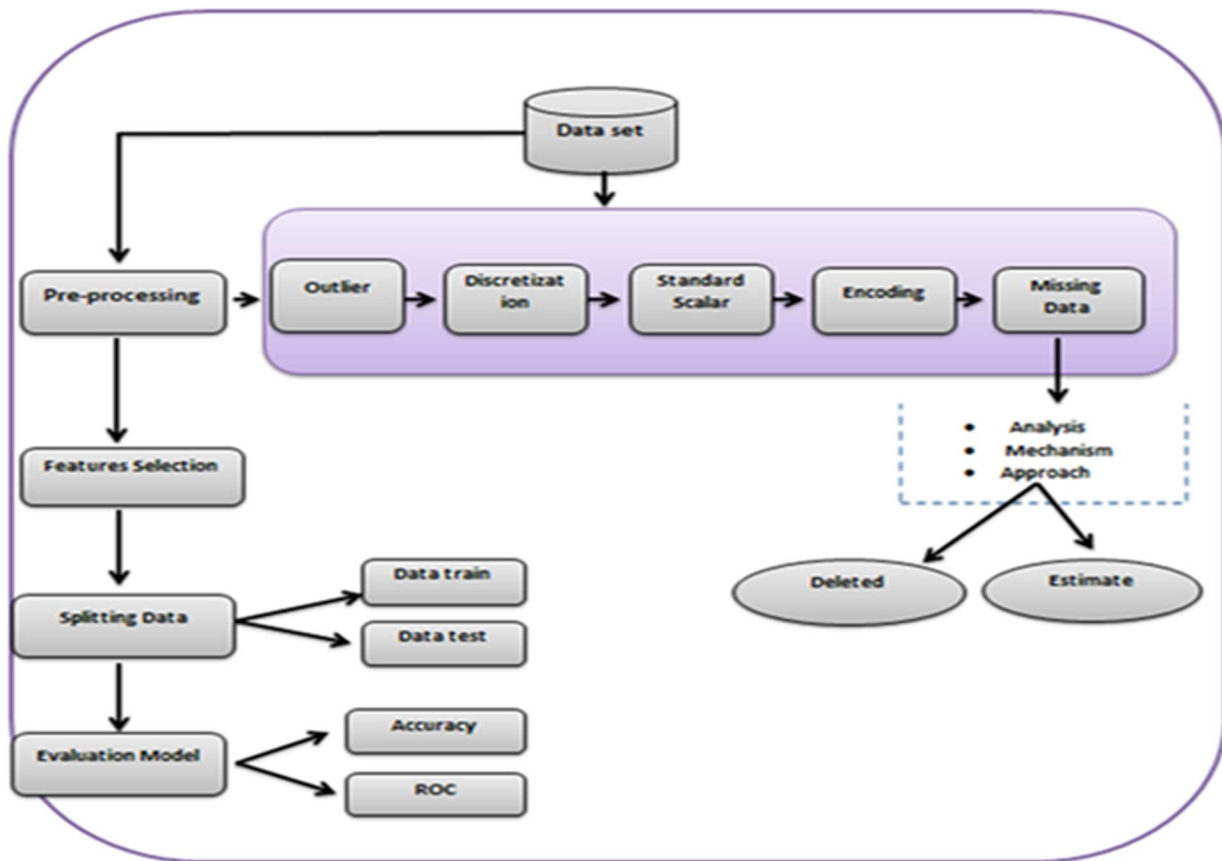 Data set
Pre-processing
Outlier
Discretizat
ion
Standard
Scalar
Encoding
Missing
Data
• Analysis
• Mechanism
• Approach
Deleted
Estimate
Features Selection
Splitting Data
Data train
Data test
Evaluation Model
Accuracy
ROC